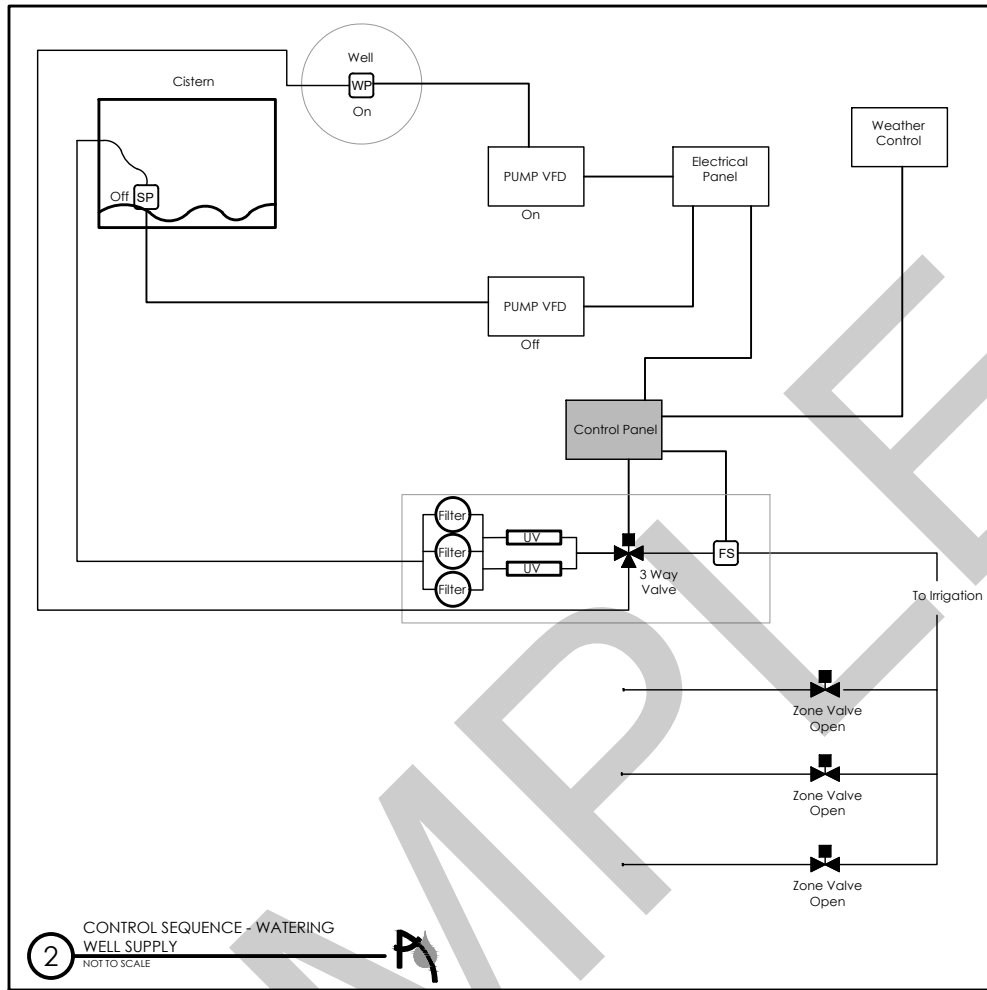 Well
WP
On
Cistern
Off
SP
PUMP VFD
On
Electrical
Panel
Weather
Control
PUMP VFD
Off
Control Panel
Filter
Filter
Filter
UV
UV
3 Way
Valve
FS
To Irrigation
Zone Valve
Open
Zone Valve
Open
Zone Valve
Open
2
CONTROL SEQUENCE - WATERING
WELL SUPPLY
NOT TO SCALE
MPLE